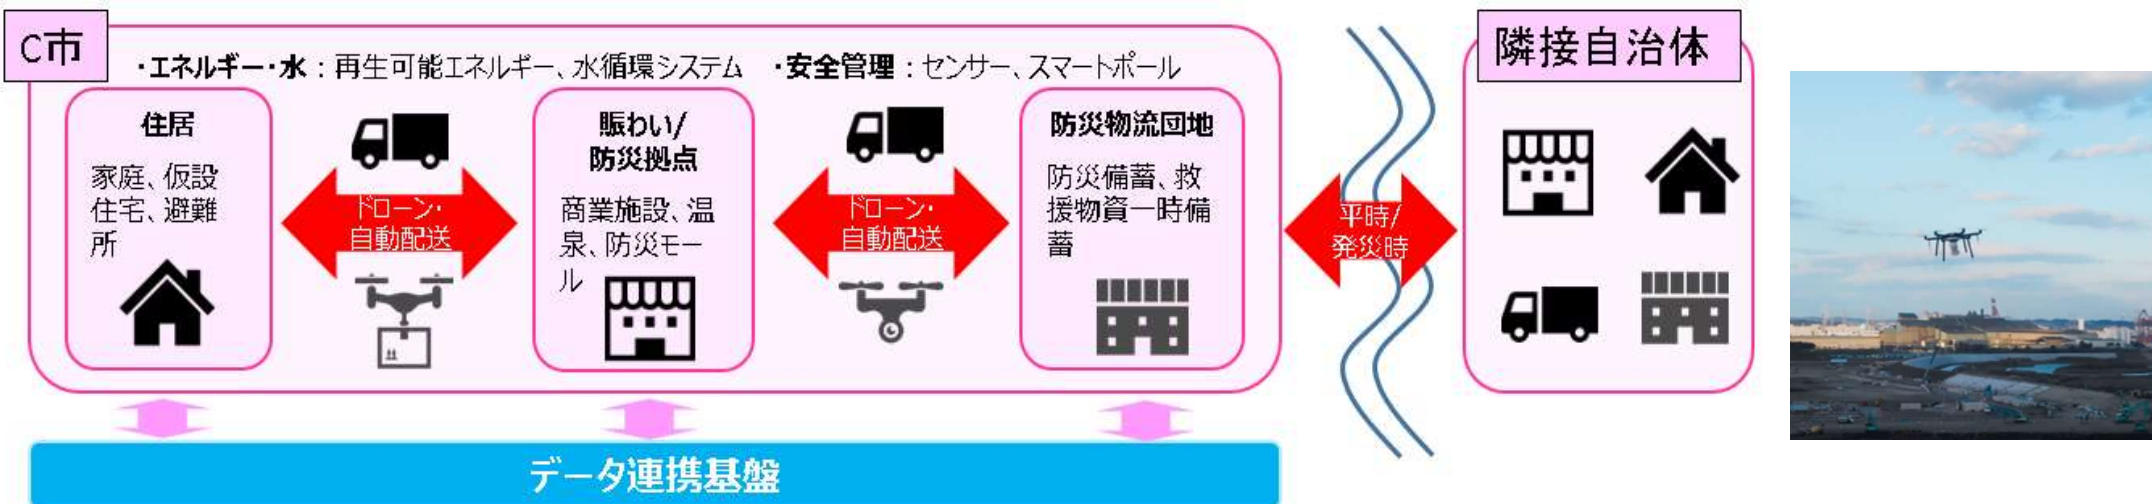 C市
・エネルギー・水：再生可能エネルギー、水循環システム　・安全管理：センサー、スマートポール
住居
家庭、仮設
住宅、避難
所
ドローン・
自動配送
賑わい/
防災拠点
商業施設、温
泉、防災モー
ル
ドローン・
自動配送
防災物流団地
防災備蓄、救
援物資一時備
蓄
平時/
発災時
隣接自治体
データ連携基盤